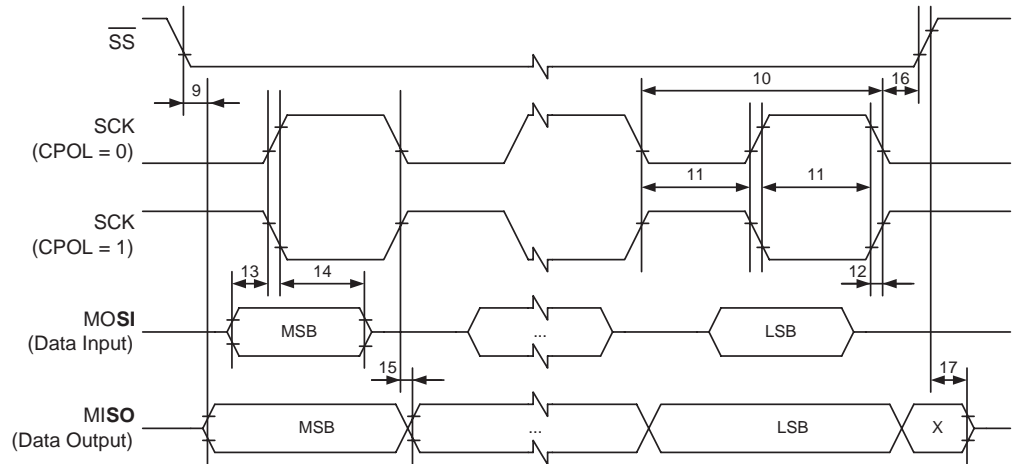 SS
10
16
9
SCK
(CPOL = 0)
11
11
SCK
(CPOL = 1)
13
14
12
MOSI
(Data Input)
MSB
...
LSB
15
17
MISO
(Data Output)
MSB
...
LSB
X